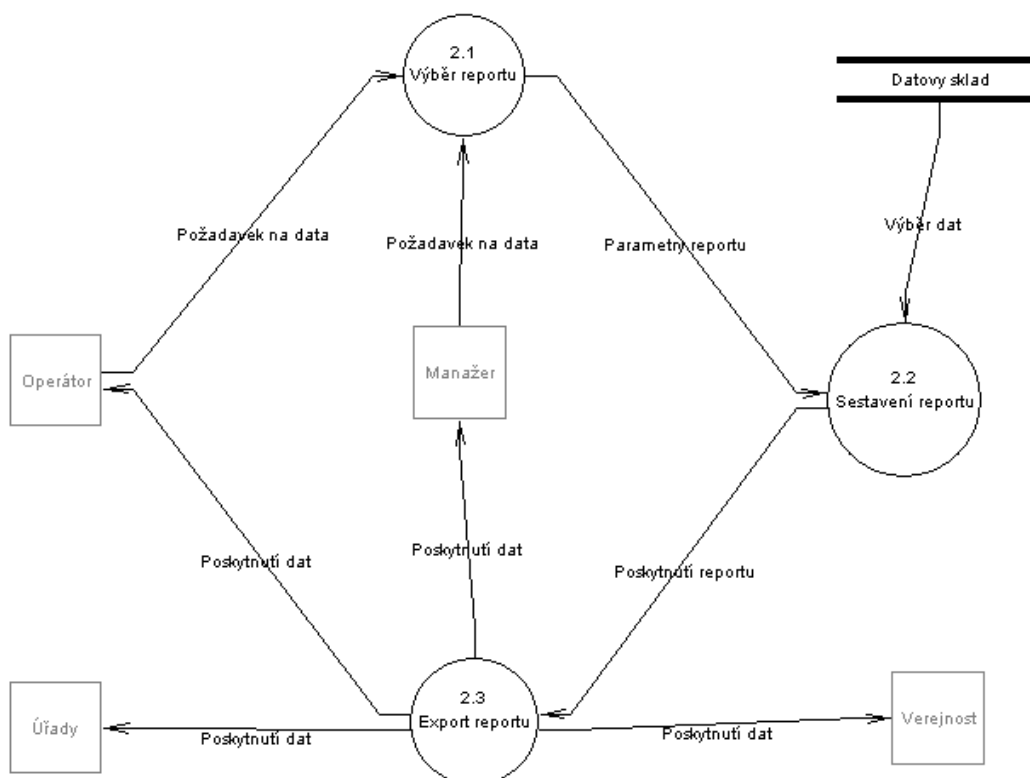 2.1
Výběr reportu
Datovy sklad
Požadavek na data
Požadavek na data
Parametry reportu
Výběr dat
Operátor
Manažer
2.2
Sestavení reportu
Poskytnutí dat
Poskytnutí dat
Poskytnutí reportu
2.3
Export reportu
Úřady
Poskytnutí dat
Poskytnutí dat
Verejnost